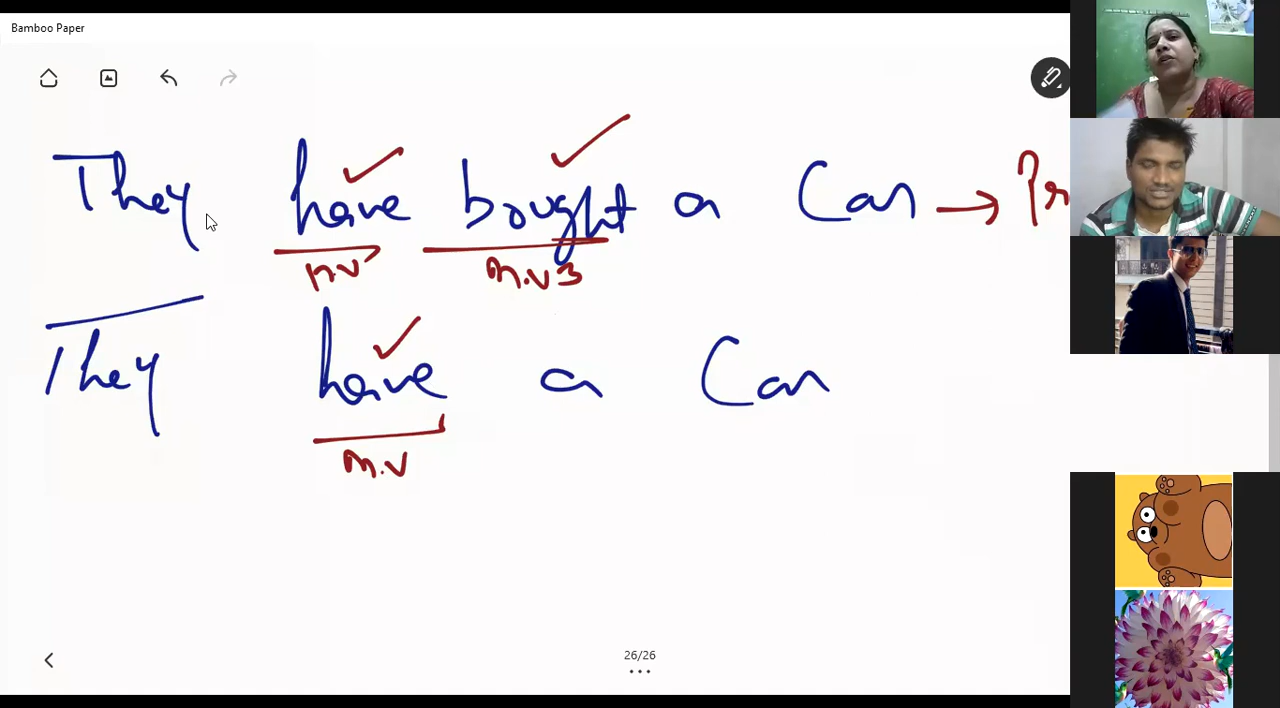 Bamboo Paper
They have bought a Car → Pr
H.V M.V3
They have a Car
M.V
26/26